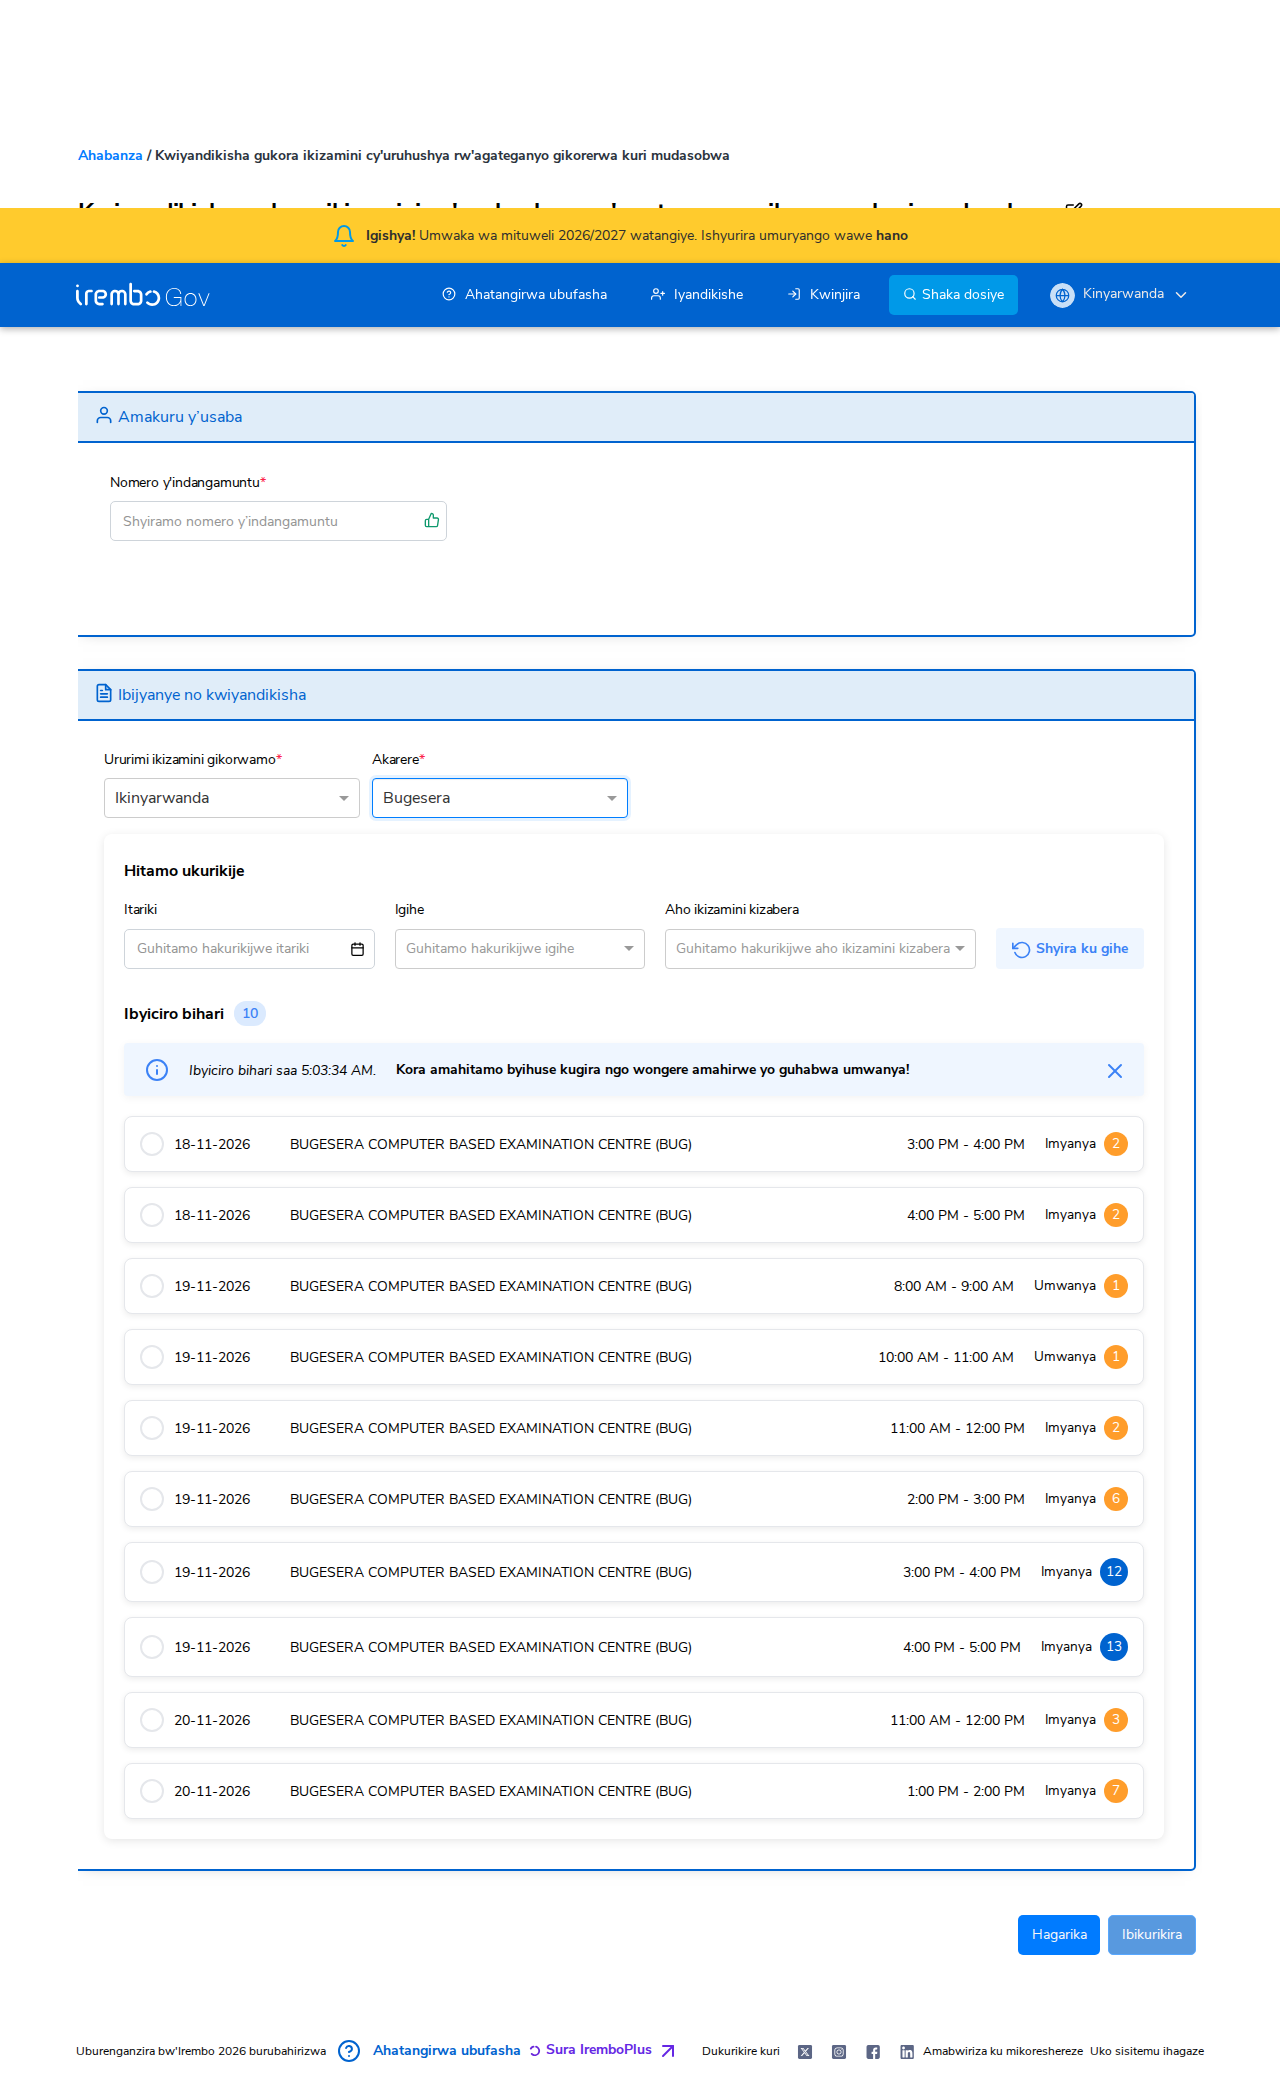 Ahabanza / Kwiyandikisha gukora ikizamini cy'uruhushya rw'agateganyo gikorerwa kuri mudasobwa
Igishya! Umwaka wa mituweli 2026/2027 watangiye. Ishyurira umuryango wawe hano
irembo Gov
Ahatangirwa ubufasha
Iyandikishe
Kwinjira
Shaka dosiye
Kinyarwanda
Amakuru y’usaba
Nomero y'indangamuntu*
Shyiramo nomero y’indangamuntu
Ibijyanye no kwiyandikisha
Ururimi ikizamini gikorwamo* Akarere*
Ikinyarwanda Bugesera
Hitamo ukurikije
Itariki Igihe Aho ikizamini kizabera
Guhitamo hakurikijwe itariki Guhitamo hakurikijwe igihe Guhitamo hakurikijwe aho ikizamini kizabera Shyira ku gihe
Ibyiciro bihari 10
Ibyiciro bihari saa 5:03:34 AM. Kora amahitamo byihuse kugira ngo wongere amahirwe yo guhabwa umwanya!
18-11-2026 BUGESERA COMPUTER BASED EXAMINATION CENTRE (BUG) 3:00 PM - 4:00 PM Imyanya 2
18-11-2026 BUGESERA COMPUTER BASED EXAMINATION CENTRE (BUG) 4:00 PM - 5:00 PM Imyanya 2
19-11-2026 BUGESERA COMPUTER BASED EXAMINATION CENTRE (BUG) 8:00 AM - 9:00 AM Umwanya 1
19-11-2026 BUGESERA COMPUTER BASED EXAMINATION CENTRE (BUG) 10:00 AM - 11:00 AM Umwanya 1
19-11-2026 BUGESERA COMPUTER BASED EXAMINATION CENTRE (BUG) 11:00 AM - 12:00 PM Imyanya 2
19-11-2026 BUGESERA COMPUTER BASED EXAMINATION CENTRE (BUG) 2:00 PM - 3:00 PM Imyanya 6
19-11-2026 BUGESERA COMPUTER BASED EXAMINATION CENTRE (BUG) 3:00 PM - 4:00 PM Imyanya 12
19-11-2026 BUGESERA COMPUTER BASED EXAMINATION CENTRE (BUG) 4:00 PM - 5:00 PM Imyanya 13
20-11-2026 BUGESERA COMPUTER BASED EXAMINATION CENTRE (BUG) 11:00 AM - 12:00 PM Imyanya 3
20-11-2026 BUGESERA COMPUTER BASED EXAMINATION CENTRE (BUG) 1:00 PM - 2:00 PM Imyanya 7
Hagarika Ibikurikira
Uburenganzira bw'Irembo 2026 burubahirizwa Ahatangirwa ubufasha Sura IremboPlus Dukurikire kuri Amabwiriza ku mikoreshereze Uko sisitemu ihagaze